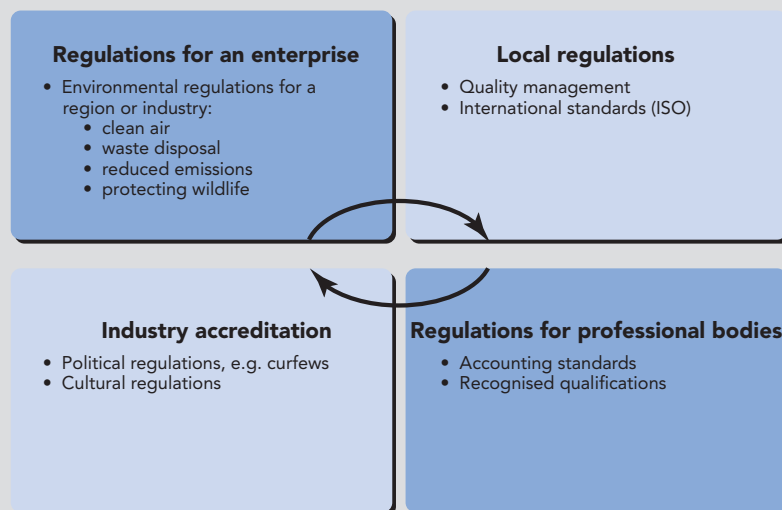 Regulations for an enterprise
• Environmental regulations for a
region or industry:
• clean air
• waste disposal
• reduced emissions
• protecting wildlife
Local regulations
• Quality management
• International standards (ISO)
Industry accreditation
• Political regulations, e.g. curfews
• Cultural regulations
Regulations for professional bodies
• Accounting standards
• Recognised qualifications